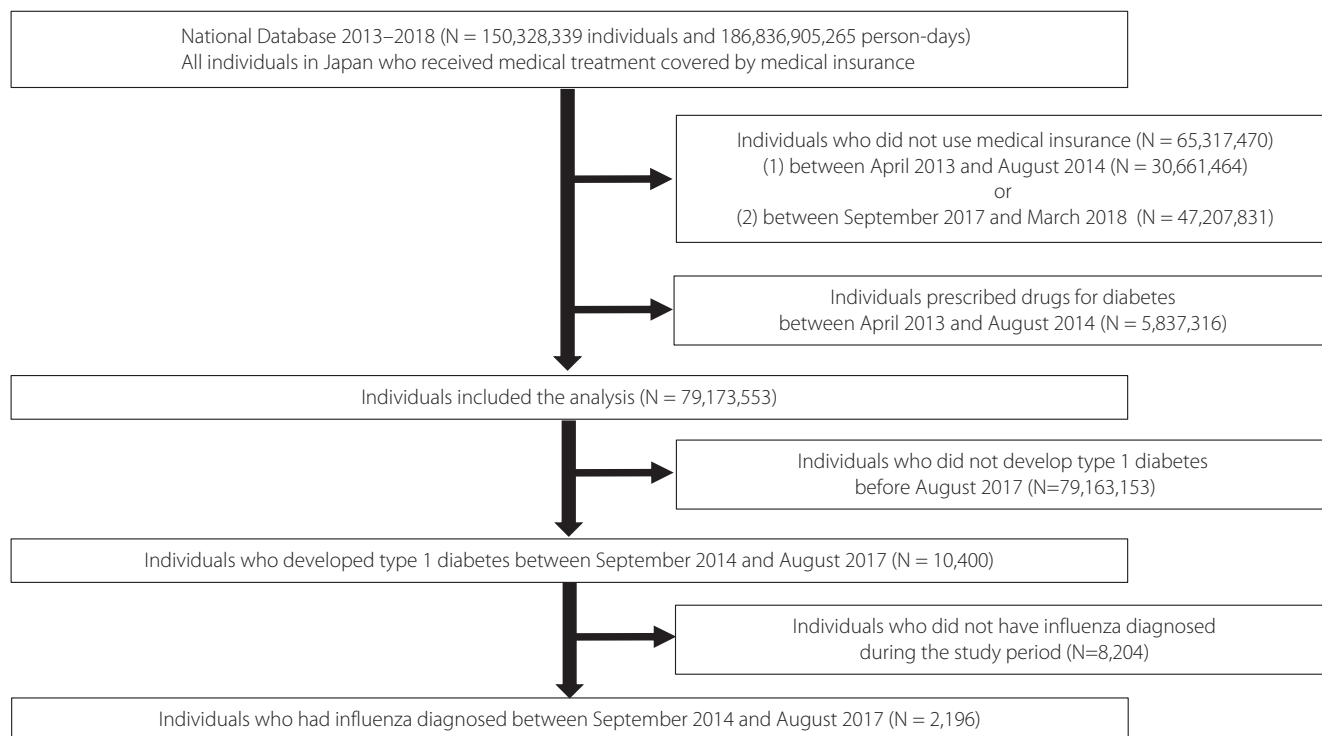 National Database 2013–2018 (N = 150,328,339 individuals and 186,836,905,265 person-days)
All individuals in Japan who received medical treatment covered by medical insurance
Individuals who did not use medical insurance (N = 65,317,470)
(1) between April 2013 and August 2014 (N = 30,661,464)
or
(2) between September 2017 and March 2018 (N = 47,207,831)
Individuals prescribed drugs for diabetes
between April 2013 and August 2014 (N = 5,837,316)
Individuals included the analysis (N = 79,173,553)
Individuals who did not develop type 1 diabetes
before August 2017 (N=79,163,153)
Individuals who developed type 1 diabetes between September 2014 and August 2017 (N = 10,400)
Individuals who did not have influenza diagnosed
during the study period (N=8,204)
Individuals who had influenza diagnosed between September 2014 and August 2017 (N = 2,196)